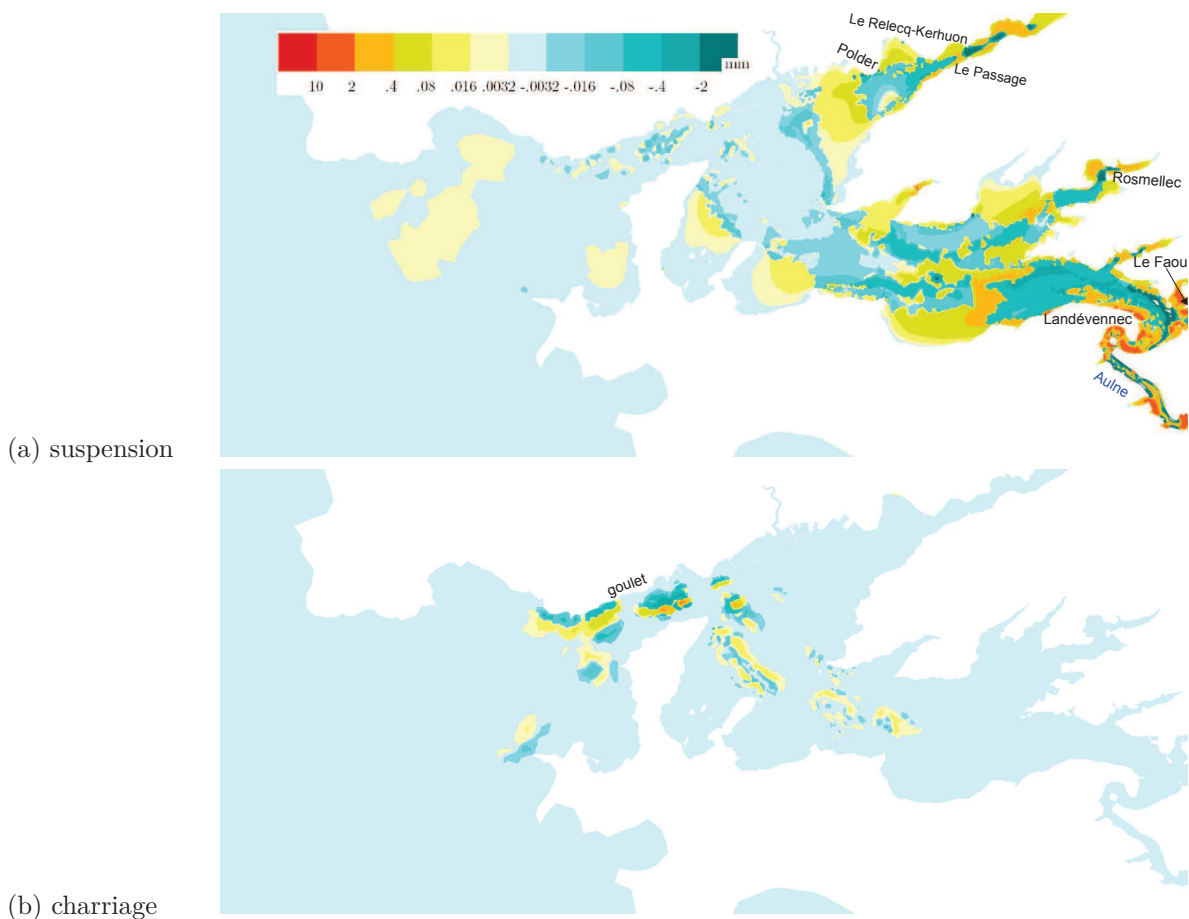 Le Relecq-Kerhuon
Polder
Le Passage
mm
10 2 .4 .08 .016 .0032 -.0032 -.016 -.08 -.4 -2
Rosmellec
Le Faou
Landévennec
Aulne
(a) suspension
goulet
(b) charriage